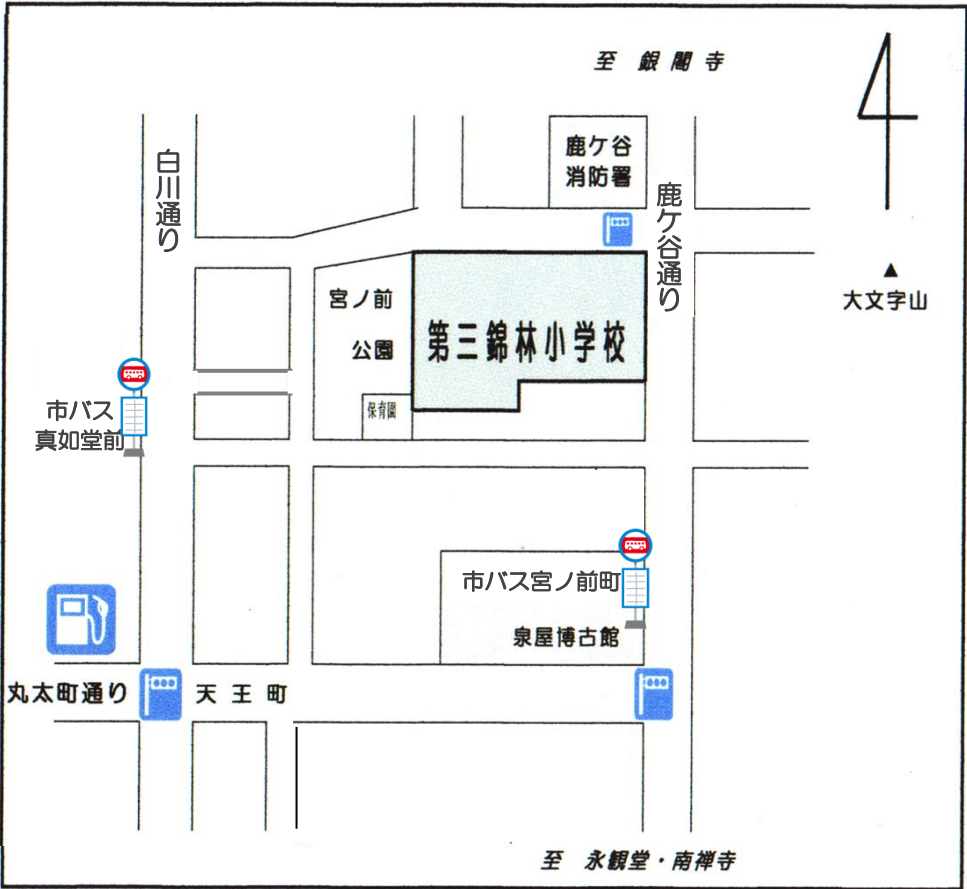 至 銀閣寺
鹿ケ谷
消防署
白川通り
鹿ケ谷通り
大文字山
宮ノ前
公園
第三錦林小学校
保育園
市バス
真如堂前
市バス宮ノ前町
泉屋博古館
丸太町通り
天王町
至 永観堂・南禅寺